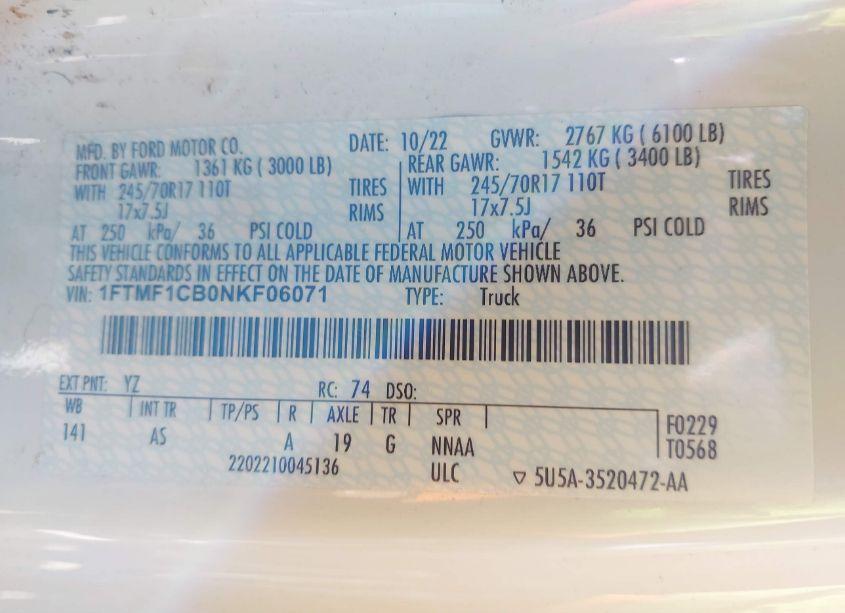 MFD. BY FORD MOTOR CO. DATE: 10/22 GVWR: 2767 KG ( 6100 LB)
FRONT GAWR: 1361 KG ( 3000 LB) REAR GAWR: 1542 KG ( 3400 LB)
WITH 245/70R17 110T TIRES WITH 245/70R17 110T TIRES
17x7.5J RIMS 17x7.5J RIMS
AT 250 kPa/ 36 PSI COLD AT 250 kPa/ 36 PSI COLD
THIS VEHICLE CONFORMS TO ALL APPLICABLE FEDERAL MOTOR VEHICLE
SAFETY STANDARDS IN EFFECT ON THE DATE OF MANUFACTURE SHOWN ABOVE.
VIN: 1FTMF1CB0NKF06071 TYPE: Truck
EXT PNT: YZ RC: 74 DSO:
WB INT TR TP/PS R AXLE TR SPR F0229
141 AS A 19 G NNAA T0568
2202210045136 ULC ▽ 5U5A-3520472-AA